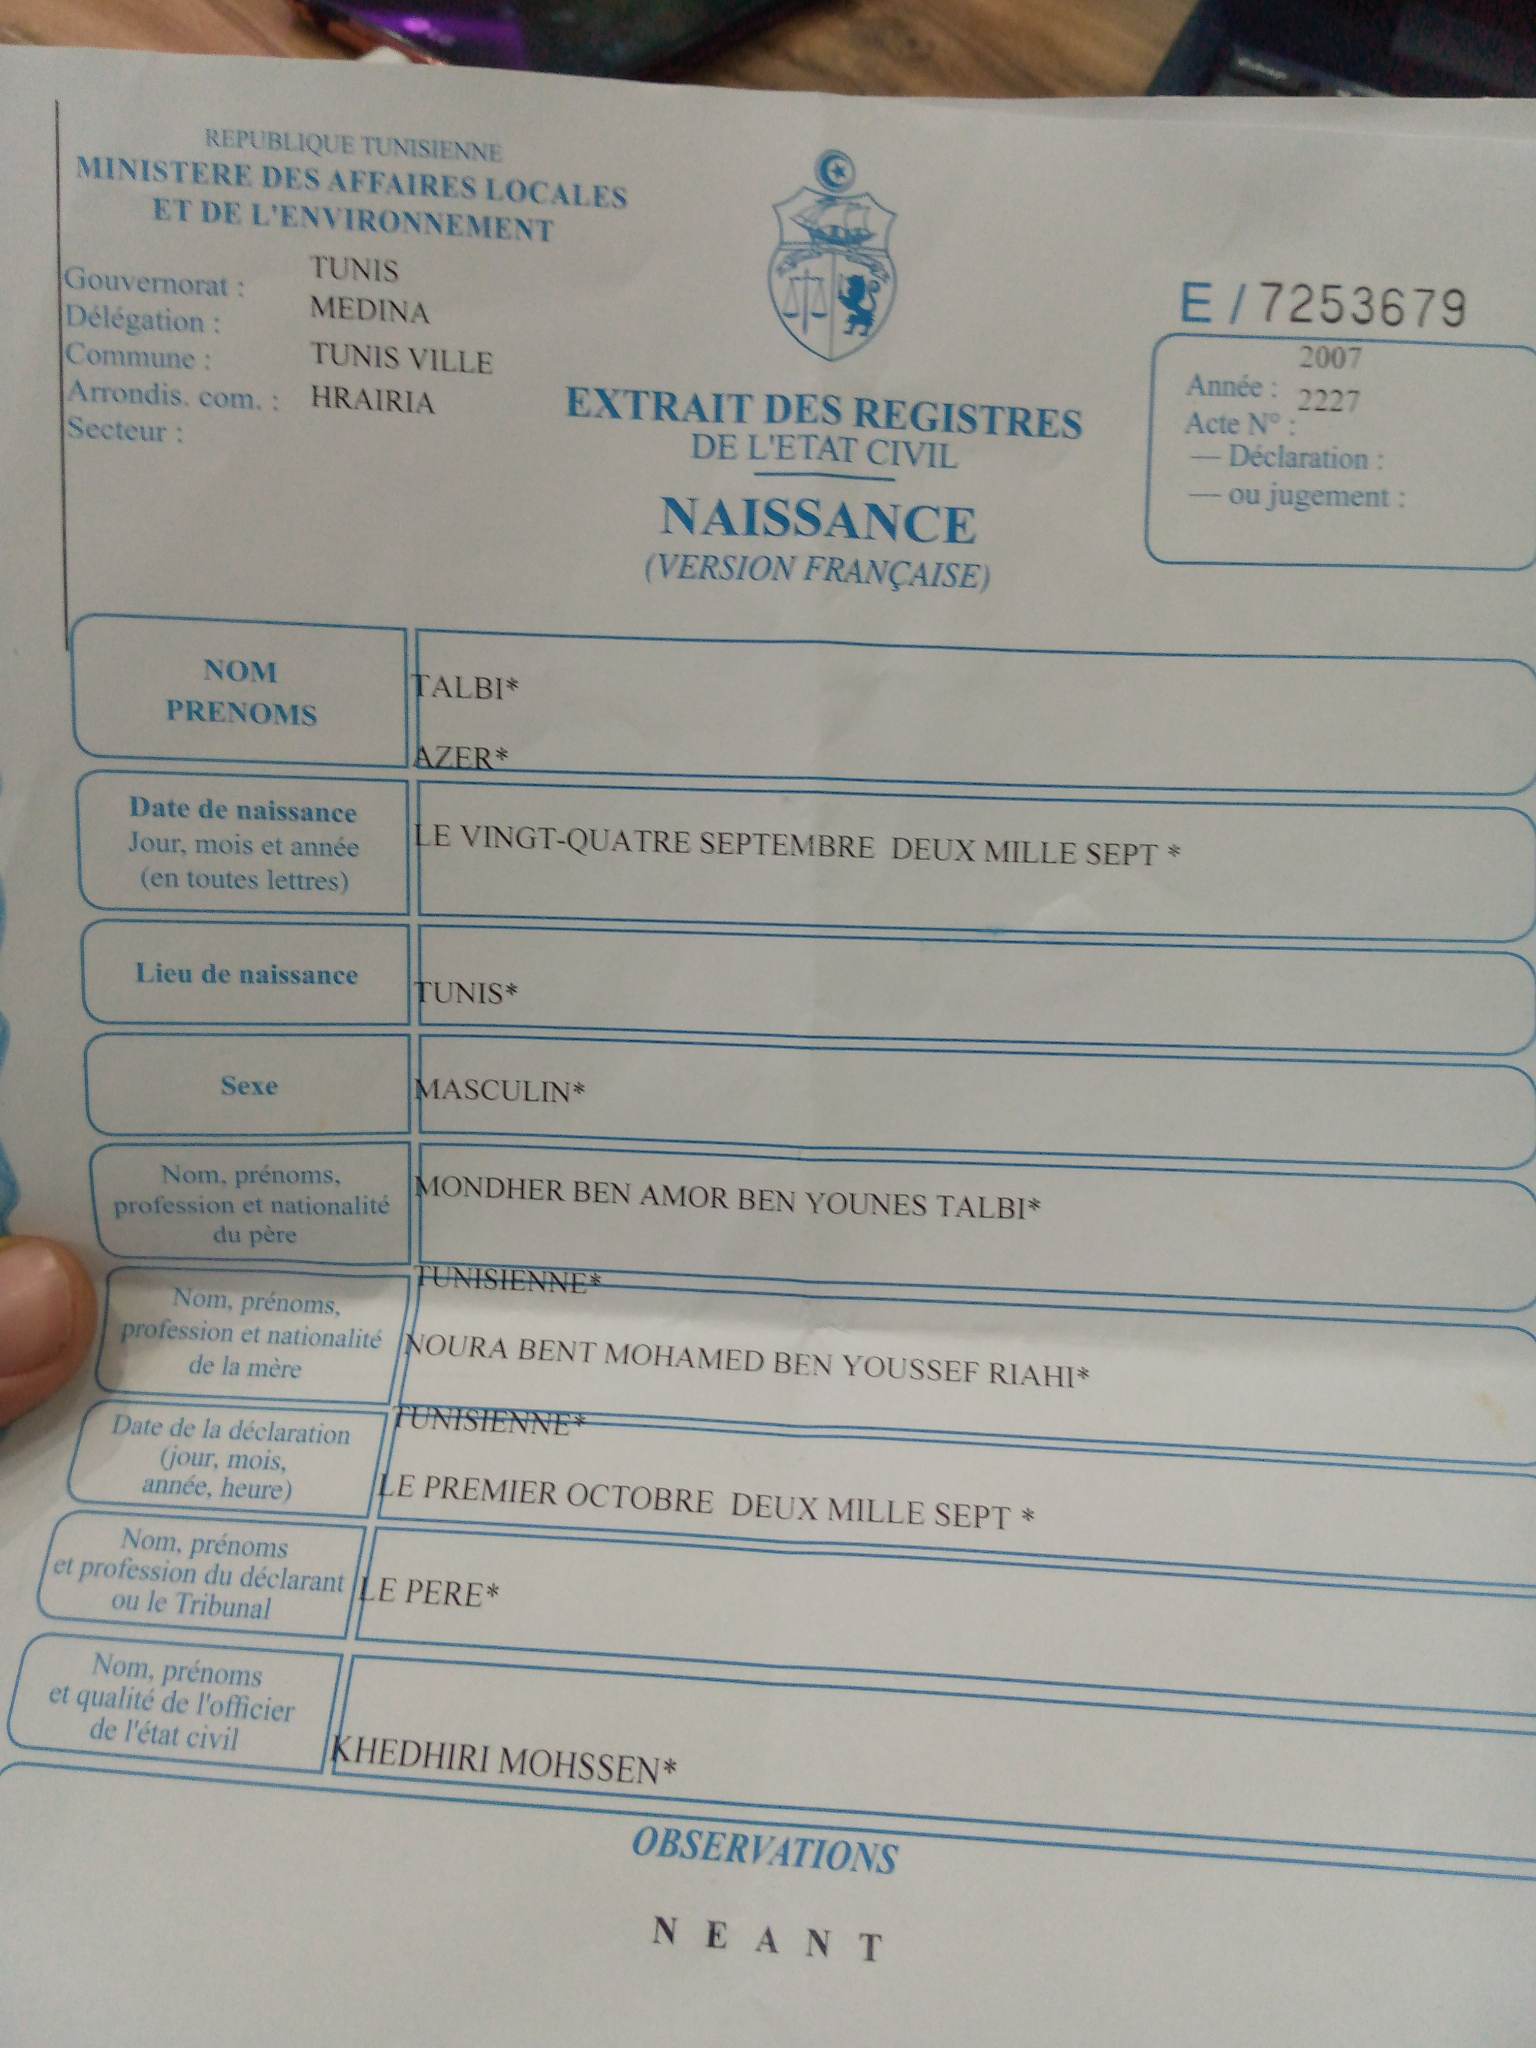 REPUBLIQUE TUNISIENNE
MINISTERE DES AFFAIRES LOCALES
ET DE L'ENVIRONNEMENT
Gouvernorat : TUNIS
Délégation : MEDINA
Commune : TUNIS VILLE
Arrondis. com. : HRAIRIA
Secteur :
E / 7253679
Année : 2007
Acte N° : 2227
— Déclaration :
— ou jugement :
EXTRAIT DES REGISTRES
DE L'ETAT CIVIL
NAISSANCE
(VERSION FRANÇAISE)
NOM
PRENOMS
TALBI*
AZER*
Date de naissance
Jour, mois et année
(en toutes lettres)
LE VINGT-QUATRE SEPTEMBRE DEUX MILLE SEPT *
Lieu de naissance
TUNIS*
Sexe
MASCULIN*
Nom, prénoms,
profession et nationalité
du père
MONDHER BEN AMOR BEN YOUNES TALBI*
TUNISIENNE*
Nom, prénoms,
profession et nationalité
de la mère
NOURA BENT MOHAMED BEN YOUSSEF RIAHI*
TUNISIENNE*
Date de la déclaration
(jour, mois,
année, heure)
LE PREMIER OCTOBRE DEUX MILLE SEPT *
Nom, prénoms
et profession du déclarant
ou le Tribunal
LE PERE*
Nom, prénoms
et qualité de l'officier
de l'état civil
KHEDHIRI MOHSSEN*
OBSERVATIONS
N E A N T